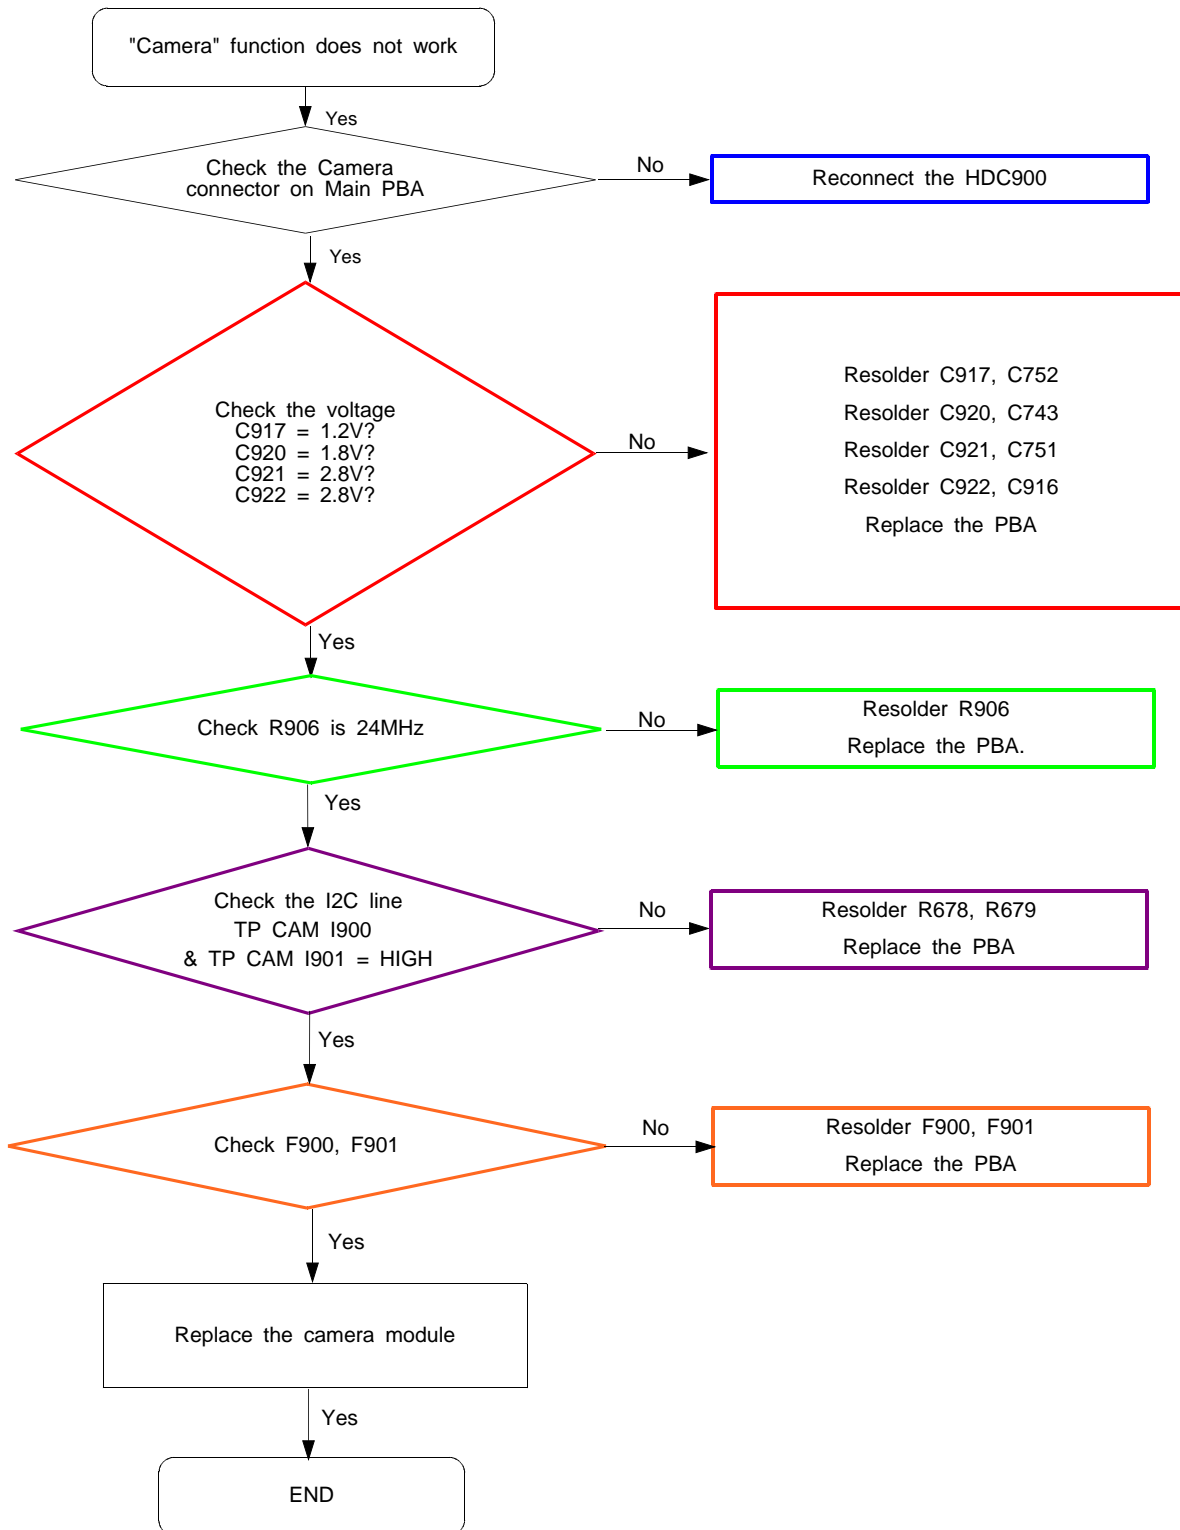 "Camera" function does not work
Yes
Check the Camera
connector on Main PBA
No
Reconnect the HDC900
Yes
Check the voltage
C917 = 1.2V?
C920 = 1.8V?
C921 = 2.8V?
C922 = 2.8V?
No
Resolder C917, C752
Resolder C920, C743
Resolder C921, C751
Resolder C922, C916
Replace the PBA
Yes
Check R906 is 24MHz
No
Resolder R906
Replace the PBA.
Yes
Check the I2C line
TP CAM I900
& TP CAM I901 = HIGH
No
Resolder R678, R679
Replace the PBA
Yes
Check F900, F901
No
Resolder F900, F901
Replace the PBA
Yes
Replace the camera module
Yes
END